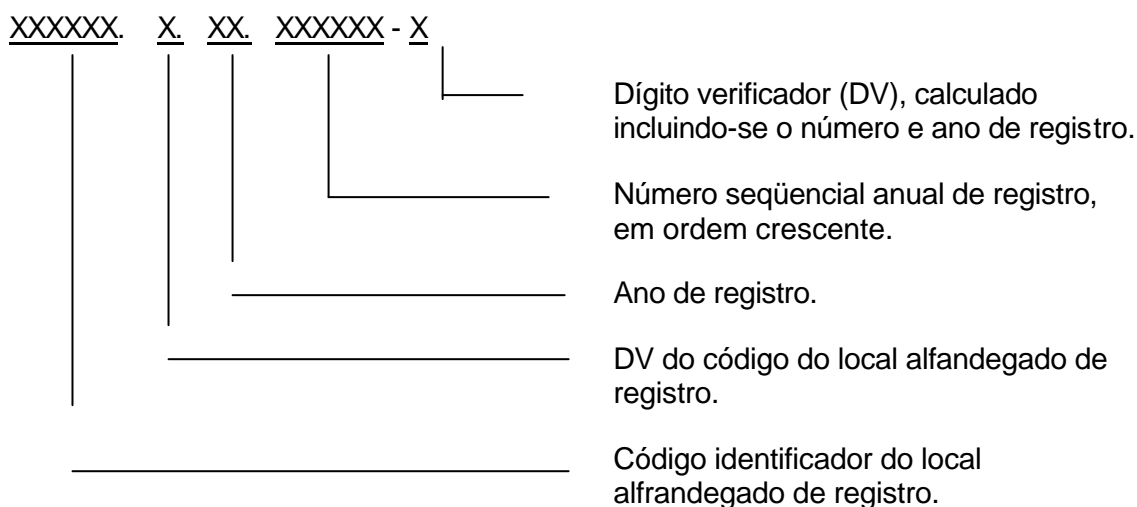 XXXXXX. X. XX. XXXXXX - X
Dígito verificador (DV), calculado
incluindo-se o número e ano de registro.
Número seqüencial anual de registro,
em ordem crescente.
Ano de registro.
DV do código do local alfandegado de
registro.
Código identificador do local
alfrandegado de registro.